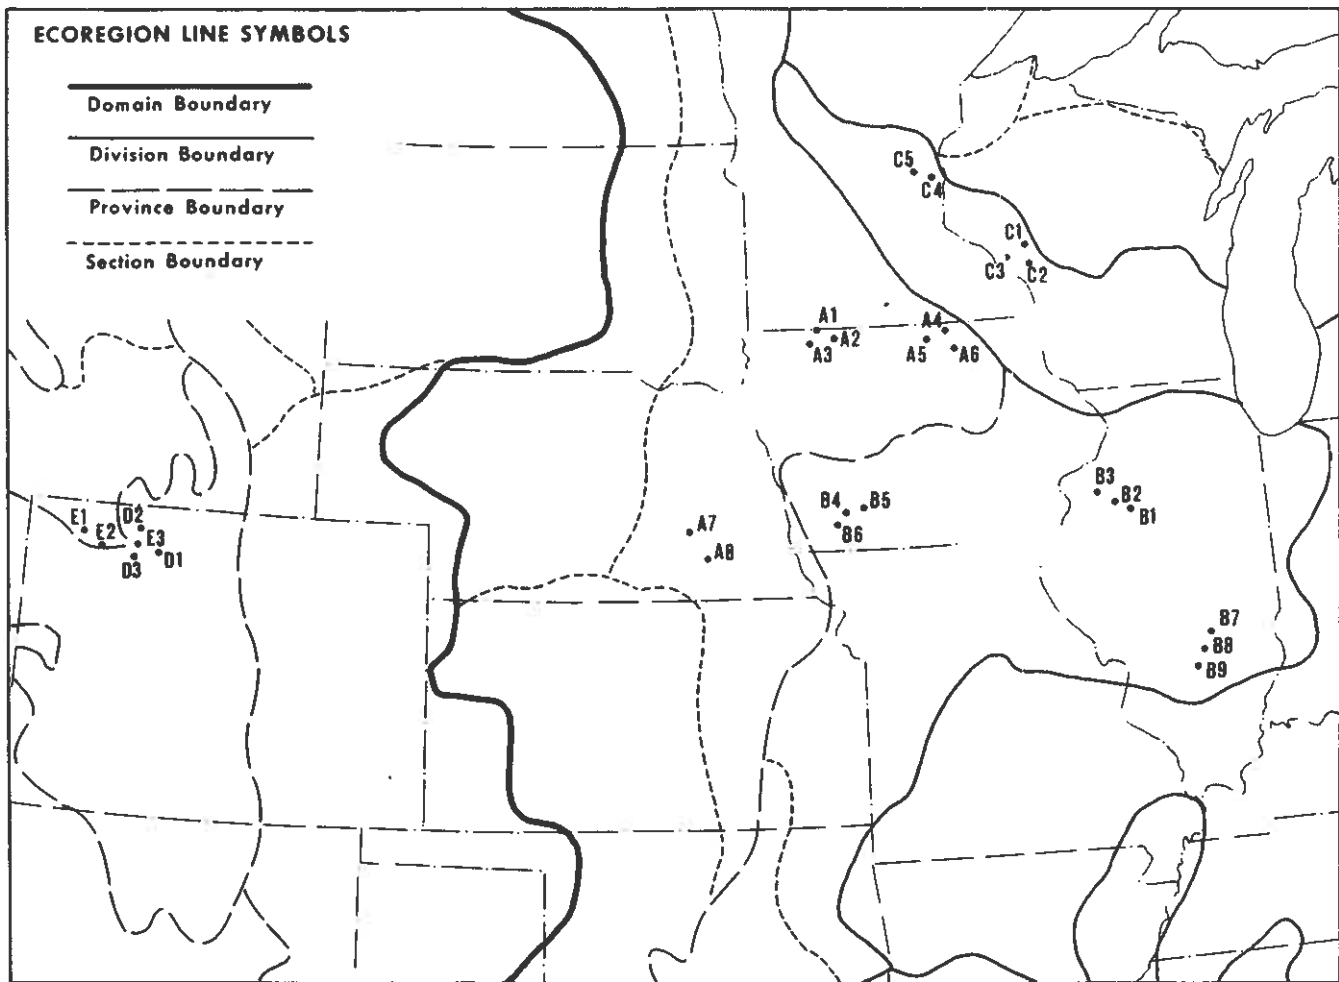 ECOREGION LINE SYMBOLS
Domain Boundary
Division Boundary
Province Boundary
Section Boundary
C5
C4
C1
C3
C2
A1
A2
A3
A4
A5
A6
B3
B2
B1
B4
B5
B6
A7
A8
E1
E2
D2
E3
D3
D1
B7
B8
B9